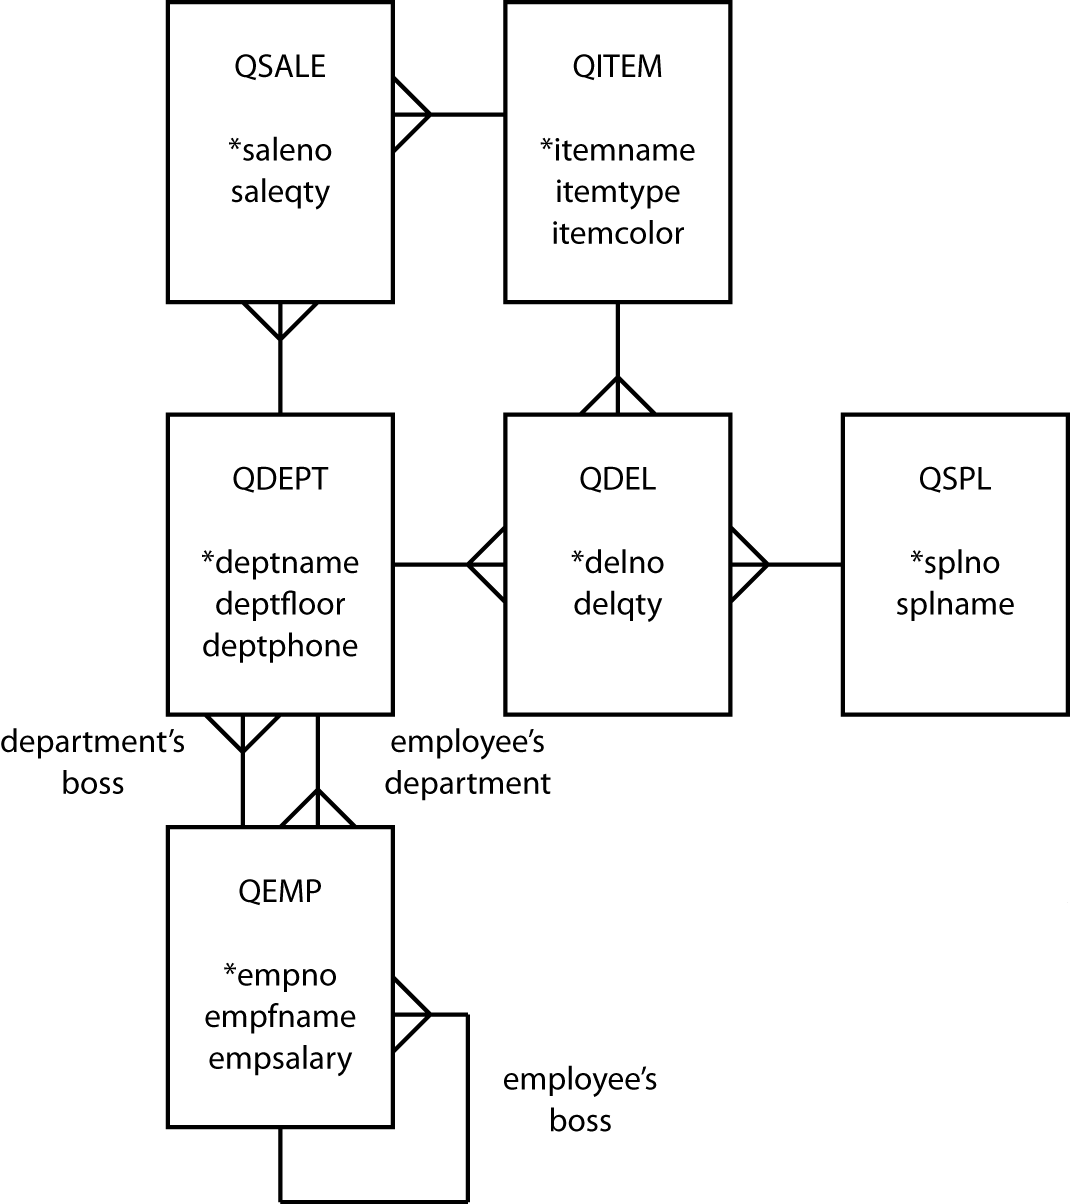 QSALE
*saleno
saleqty
QITEM
*itemname
itemtype
itemcolor
QDEPT
*deptname
deptfloor
deptphone
QDEL
*delno
delqty
QSPL
*splno
splname
department’s
boss
employee’s
department
QEMP
*empno
empfname
empsalary
employee’s
boss